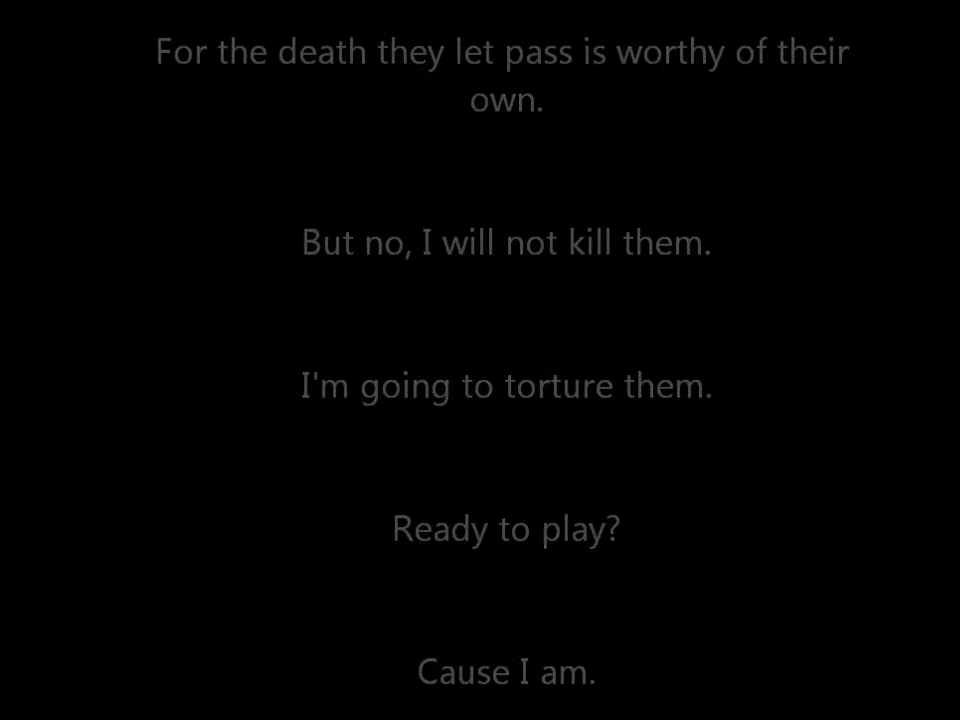 For the death they let pass is worthy of their
own.
But no, I will not kill them.
I'm going to torture them.
Ready to play?
Cause I am.